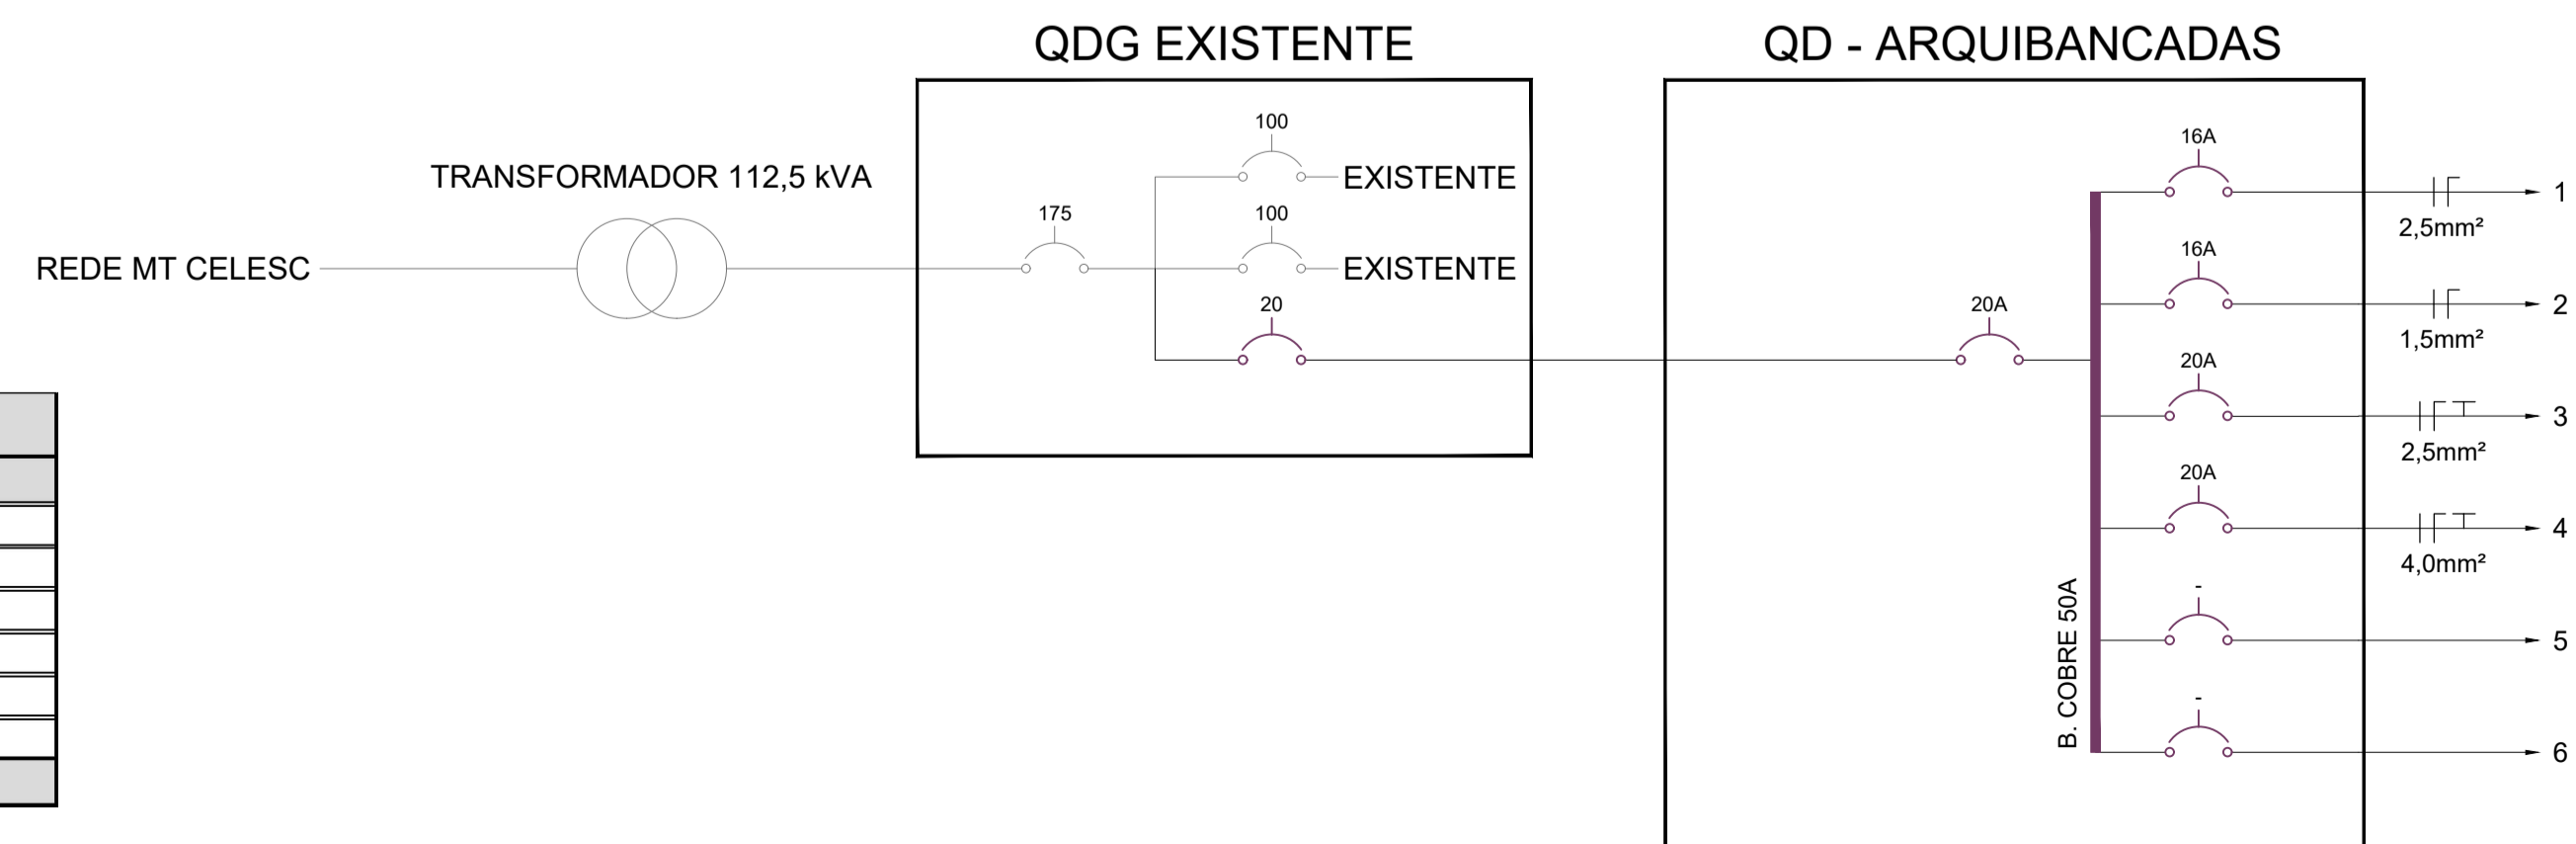 QDG EXISTENTE
QD - ARQUIBANCADAS
100
16A
TRANSFORMADOR 112,5 kVA
EXISTENTE
1
2,5mm²
175
100
REDE MT CELESC
EXISTENTE
16A
2
1,5mm²
20
20A
20A
3
2,5mm²
20A
4
4,0mm²
-
5
B. COBRE 50A
-
6